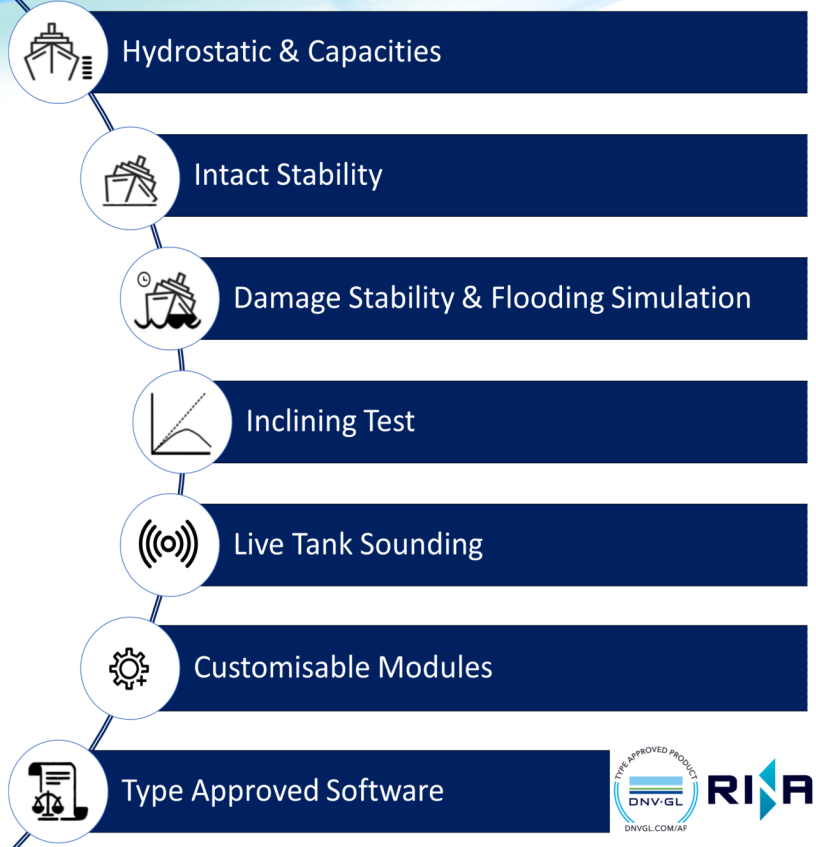 Hydrostatic & Capacities
Intact Stability
Damage Stability & Flooding Simulation
Inclining Test
Live Tank Sounding
Customisable Modules
Type Approved Software
TYPE APPROVED PRODUCT
DNV·GL
DNVGL.COM/AF
RINA